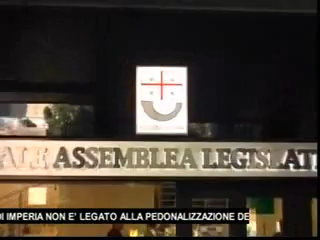 ALE ASSEMBLEA LEGISLAT
DI IMPERIA NON E' LEGATO ALLA PEDONALIZZAZIONE DE